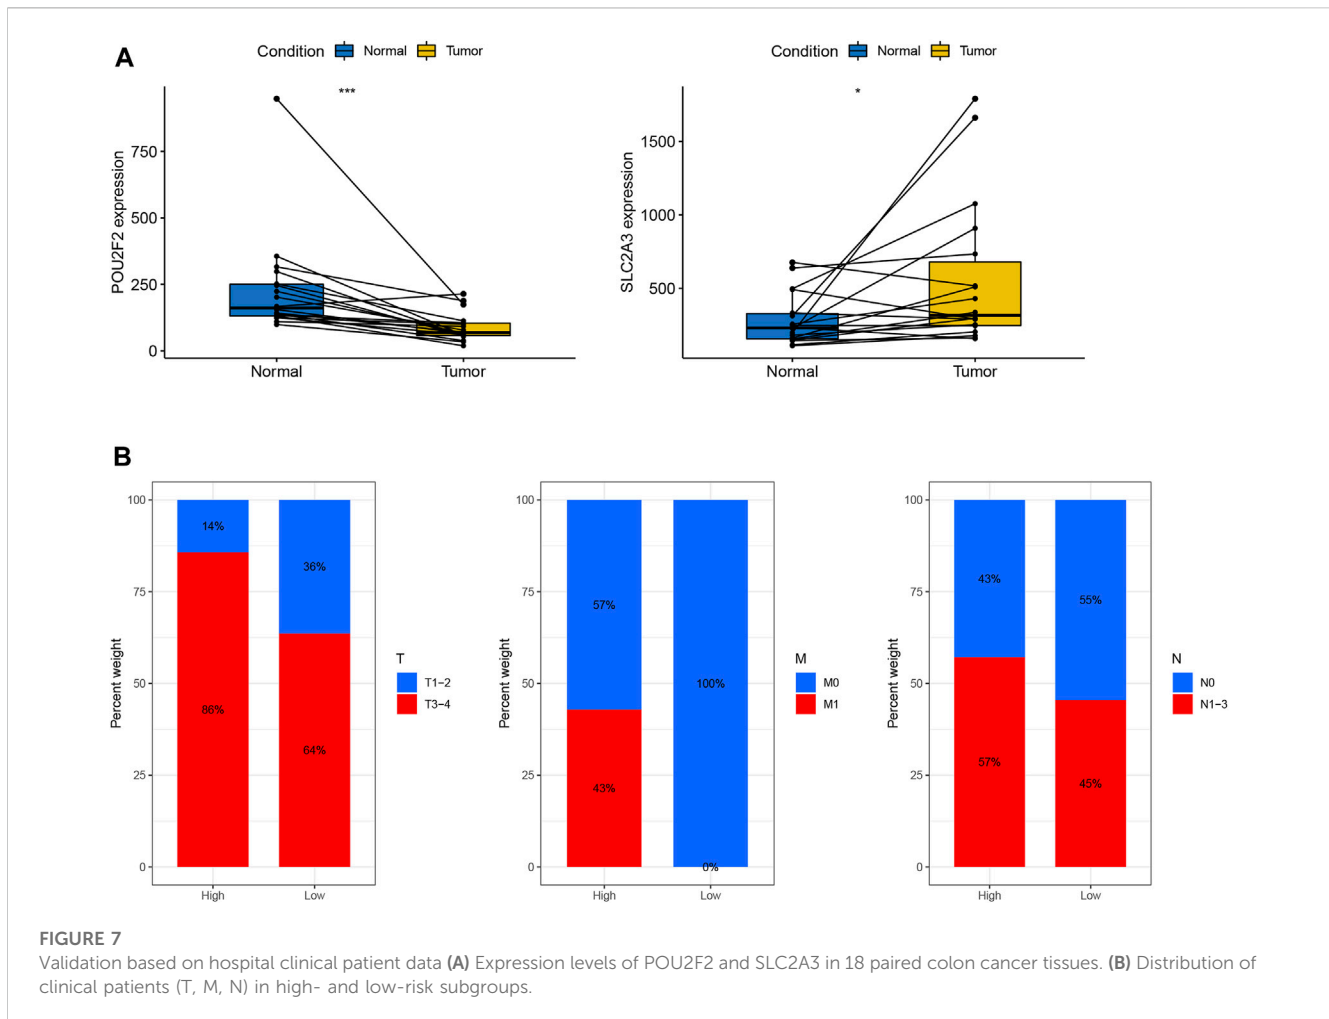 A
Condition Normal Tumor
***
POU2F2 expression
750
500
250
0
Normal Tumor
Condition Normal Tumor
*
SLC2A3 expression
1500
1000
500
Normal Tumor
B
Percent weight
100
75
50
25
0
14%
36%
86%
64%
High Low
T
T1-2
T3-4
Percent weight
100
75
50
25
0
57%
100%
43%
0%
High Low
M
M0
M1
Percent weight
100
75
50
25
0
43%
55%
57%
45%
High Low
N
N0
N1-3
FIGURE 7
Validation based on hospital clinical patient data (A) Expression levels of POU2F2 and SLC2A3 in 18 paired colon cancer tissues. (B) Distribution of
clinical patients (T, M, N) in high- and low-risk subgroups.